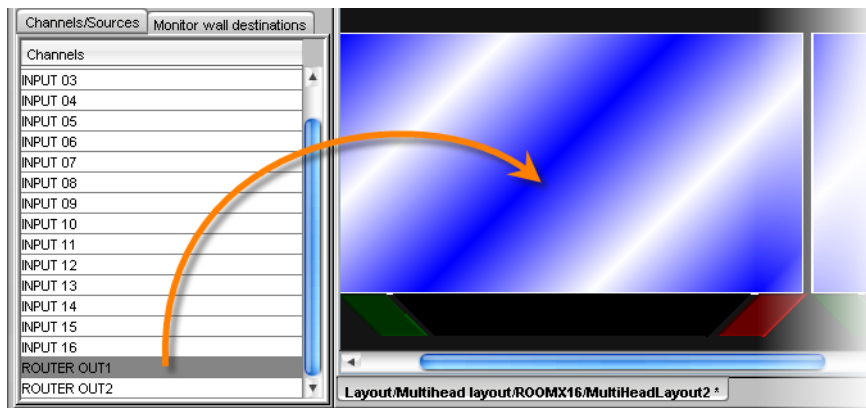 Channels/Sources
Monitor wall destinations
Channels
INPUT 03
INPUT 04
INPUT 05
INPUT 06
INPUT 07
INPUT 08
INPUT 09
INPUT 10
INPUT 11
INPUT 12
INPUT 13
INPUT 14
INPUT 15
INPUT 16
ROUTER OUT1
ROUTER OUT2
Layout/Multihead layout/ROOMX16/MultiHeadLayout2 *